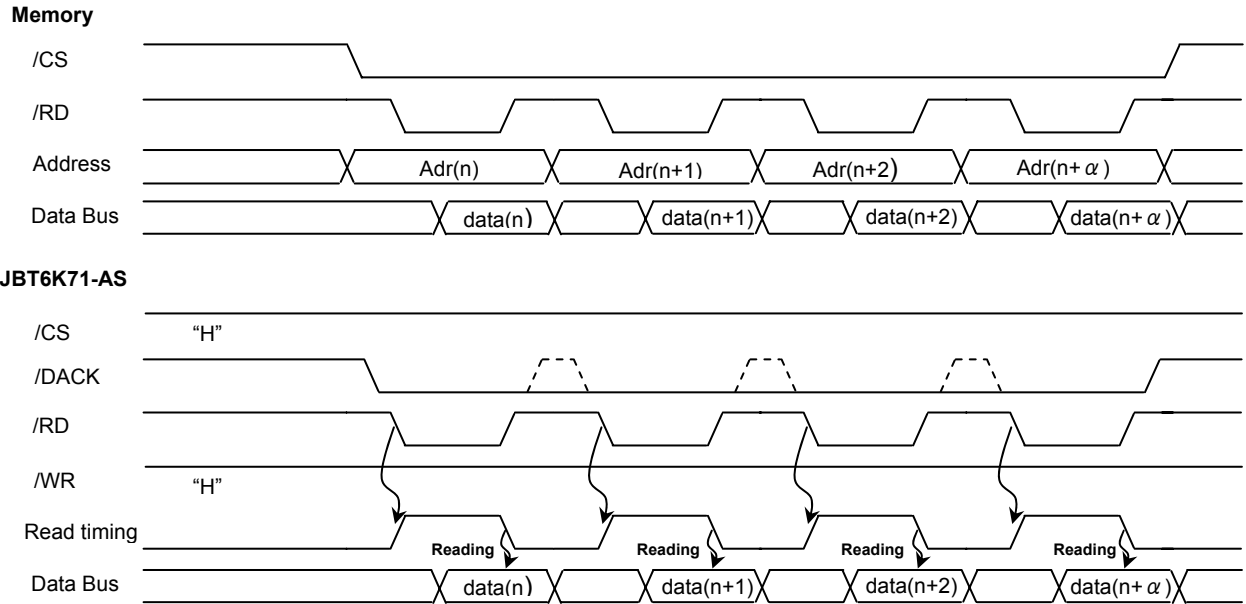 Memory
/CS
/RD
Address Adr(n) Adr(n+1) Adr(n+2) Adr(n+α)
Data Bus data(n) data(n+1) data(n+2) data(n+α)
JBT6K71-AS
/CS “H”
/DACK
/RD
/WR “H”
Read timing
Reading Reading Reading Reading
Data Bus data(n) data(n+1) data(n+2) data(n+α)